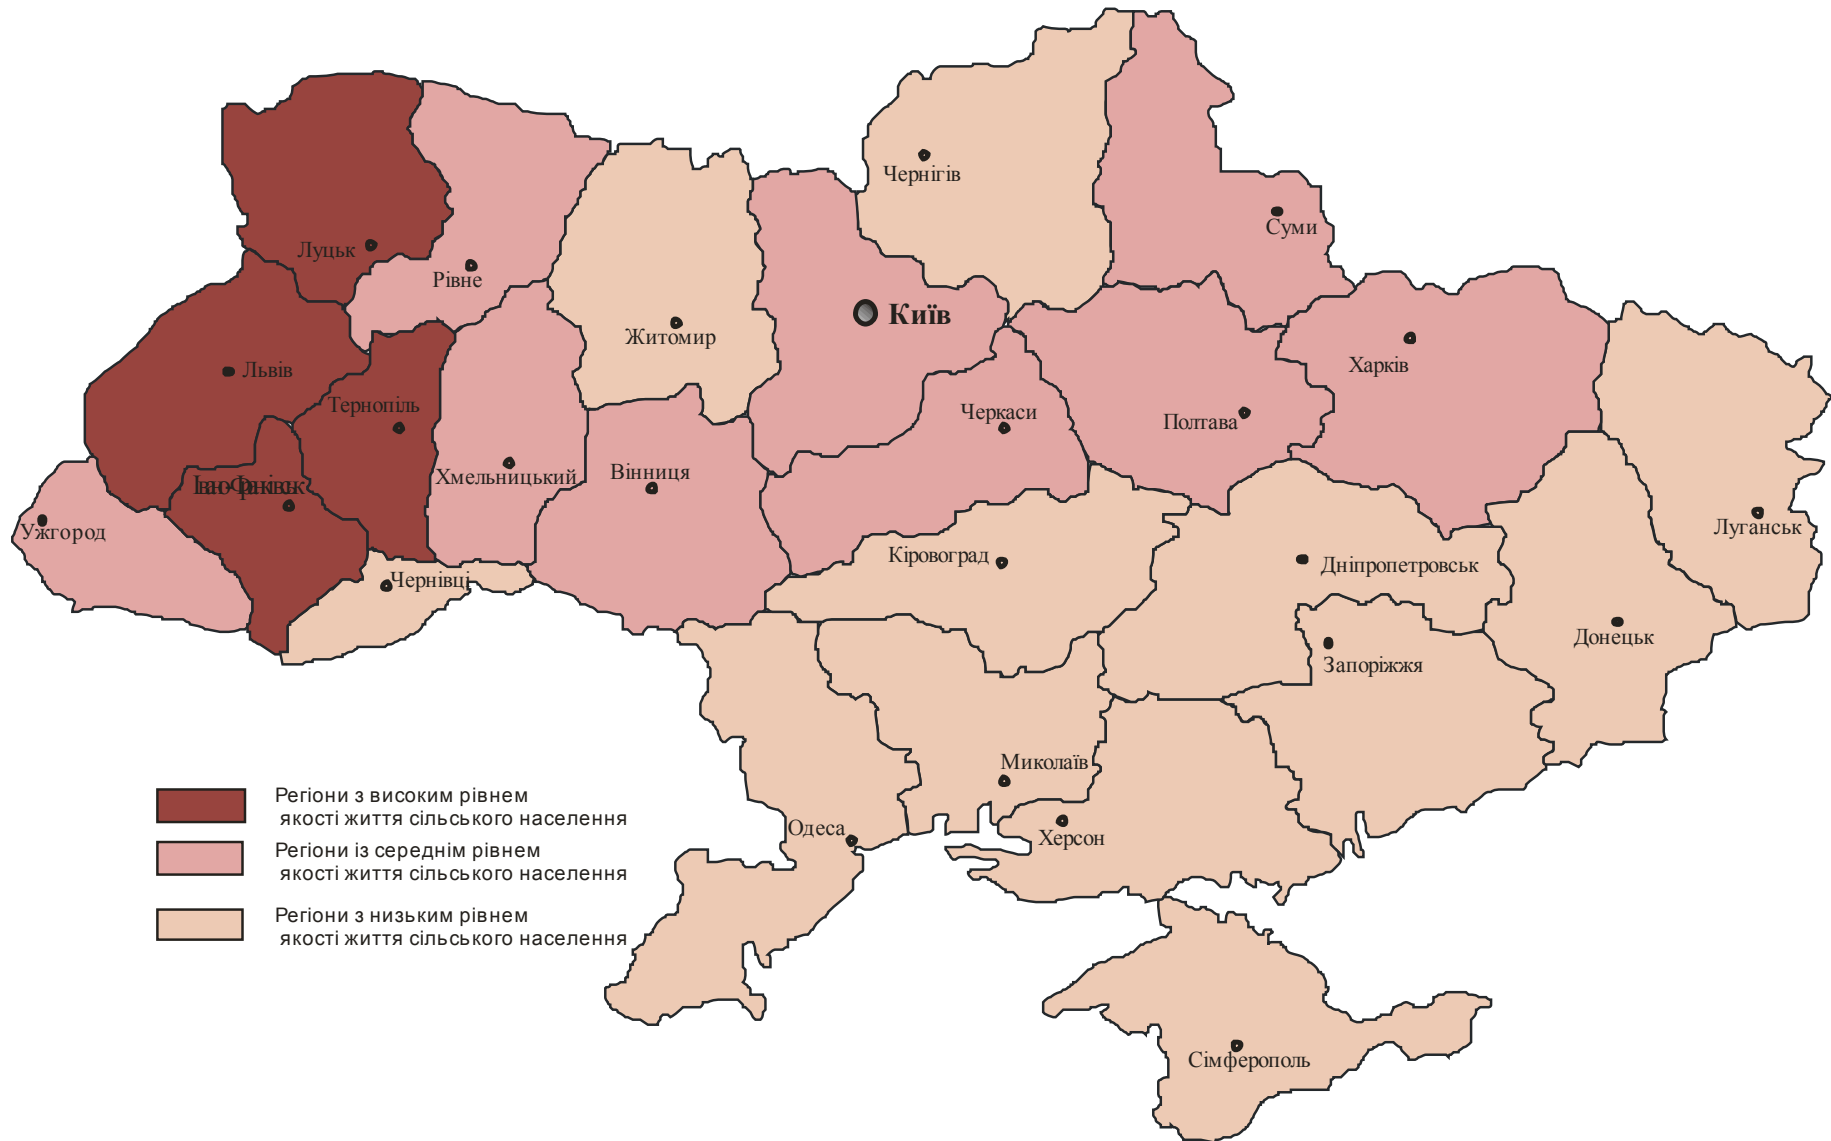 Чернігів
Суми
Луцьк
Рівне
Київ
Житомир
Харків
Львів
Тернопіль
Черкаси
Полтава
Хмельницький
Вінниця
Ужгород
Луганськ
Кіровоград
Дніпропетровськ
Чернівці
Донецьк
Запоріжжя
Миколаїв
Одеса
Херсон
Сімферополь
Регіони з високим рівнем
якості життя сільського населення
Регіони із середнім рівнем
якості життя сільського населення
Регіони з низьким рівнем
якості життя сільського населення